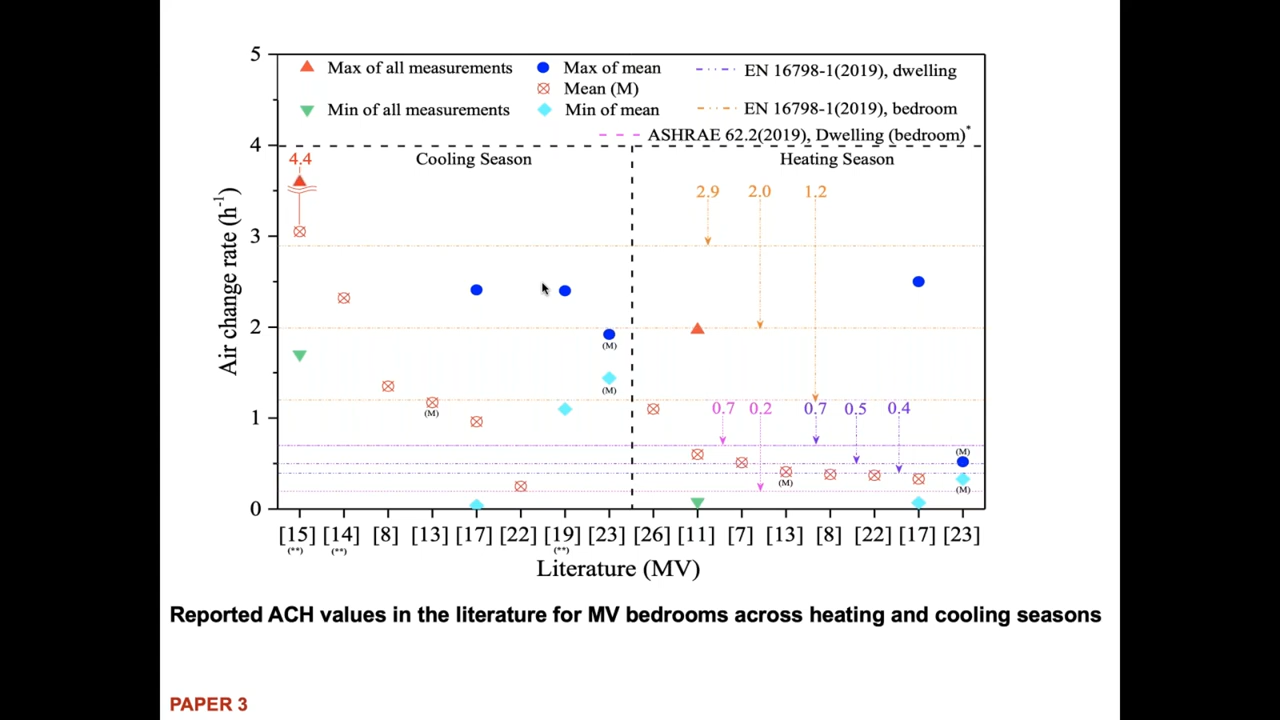 5
Max of all measurements
Max of mean
EN 16798-1(2019), dwelling
Mean (M)
Min of all measurements
Min of mean
EN 16798-1(2019), bedroom
ASHRAE 62.2(2019), Dwelling (bedroom)*
4
4.4
Cooling Season
Heating Season
2.9
2.0
1.2
Air change rate (h-1)
3
2
(M)
(M)
(M)
1
0.7
0.2
0.7
0.5
0.4
(M)
(M)
(M)
0
[15] [14] [8] [13] [17] [22] [19] [23] [26] [11] [7] [13] [8] [22] [17] [23]
(**) (**) (**)
Literature (MV)
Reported ACH values in the literature for MV bedrooms across heating and cooling seasons
PAPER 3